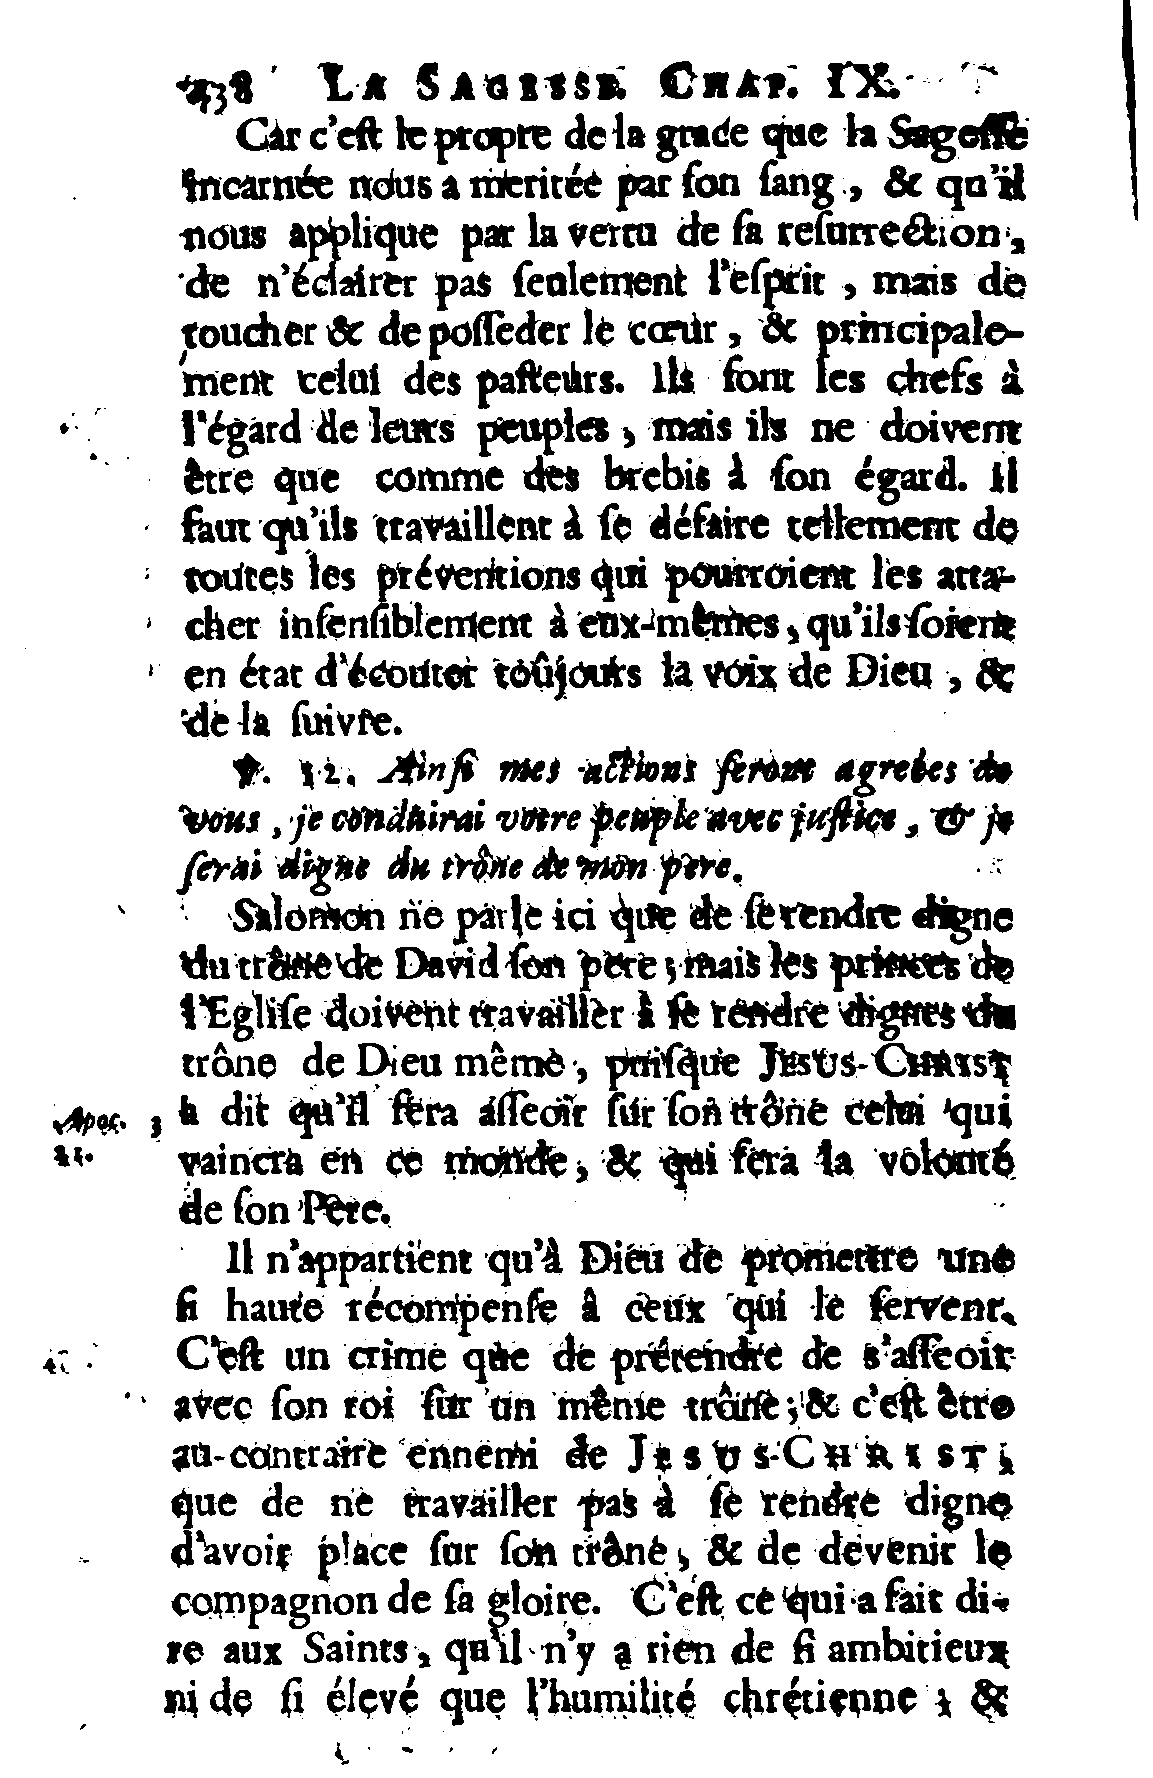 238 LA SAGESSE. CHAP. IX.
Car c'eſt le propre de la grace que la Sageſſe
incarnée nous a meritée par ſon ſang, & qu'il
nous applique par la vertu de ſa reſurrection,
de n'éclairer pas ſeulement l'eſprit, mais de
toucher & de poſſeder le cœur, & principale-
ment celui des paſteurs. Ils ſont les chefs à
l'égard de leurs peuples, mais ils ne doivent
être que comme des brebis à ſon égard. Il
faut qu'ils travaillent à ſe défaire tellement de
toutes les préventions qui pourroient les atta-
cher inſenſiblement à eux-mêmes, qu'ils ſoient
en état d'écouter toûjours la voix de Dieu, &
de la ſuivre.
℣. 12. Ainſi mes actions ſeront agreées de
vous, je conduirai votre peuple avec juſtice, & je
ſerai digne du trône de mon pere.
Salomon ne parle ici que de ſe rendre digne
du trône de David ſon pere; mais les princes de
l'Egliſe doivent travailler à ſe rendre dignes du
trône de Dieu même, puiſque JESUS-CHRIST
Apoc. 3 a dit qu'il fera aſſeoir ſur ſon trône celui qui
21. vaincra en ce monde, & qui fera la volonté
de ſon Pere.
Il n'appartient qu'à Dieu de promettre une
ſi haute récompenſe à ceux qui le ſervent.
C'eſt un crime que de prétendre de s'aſſeoir
avec ſon roi ſur un même trône; & c'eſt être
au-contraire ennemi de JESUS-CHRIST,
que de ne travailler pas à ſe rendre digne
d'avoir place ſur ſon trône, & de devenir le
compagnon de ſa gloire. C'eſt ce qui a fait di-
re aux Saints, qu'il n'y a rien de ſi ambitieux
ni de ſi élevé que l'humilité chrétienne; &